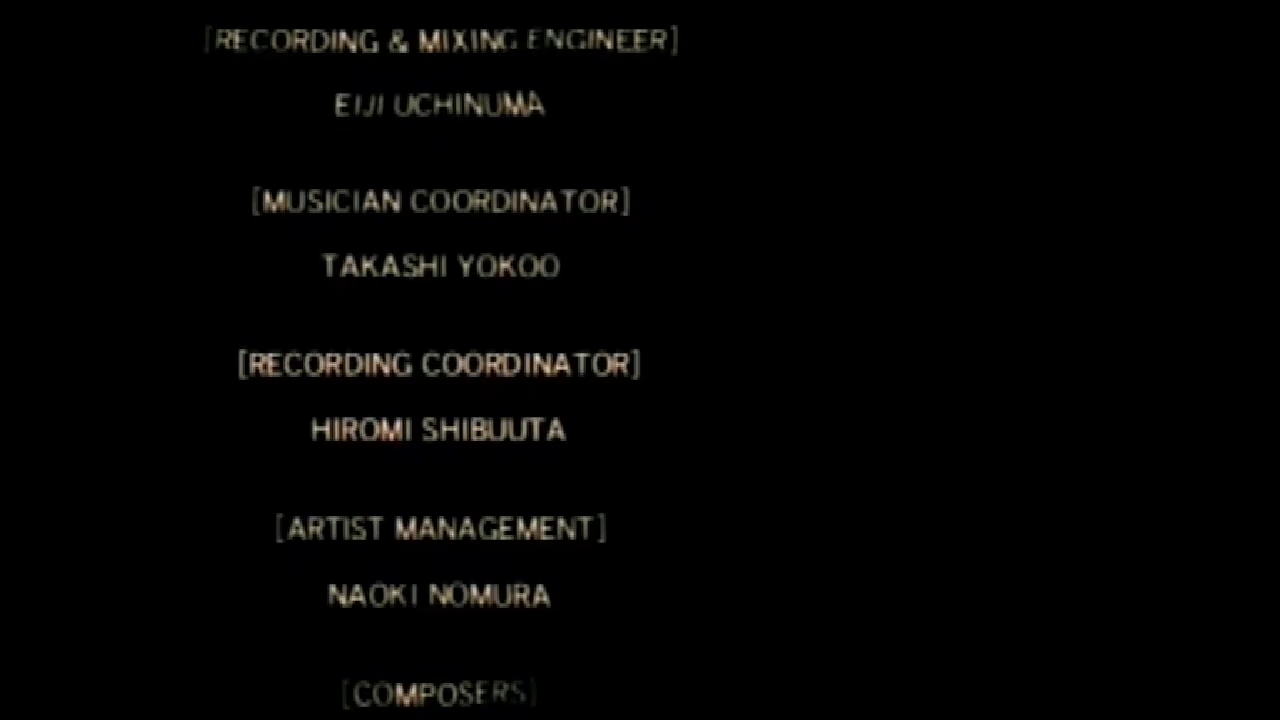 [RECORDING & MIXING ENGINEER]
EIJI UCHINUMA
[MUSICIAN COORDINATOR]
TAKASHI YOKOO
[RECORDING COORDINATOR]
HIROMI SHIBUUTA
[ARTIST MANAGEMENT]
NAOKI NOMURA
[COMPOSERS]